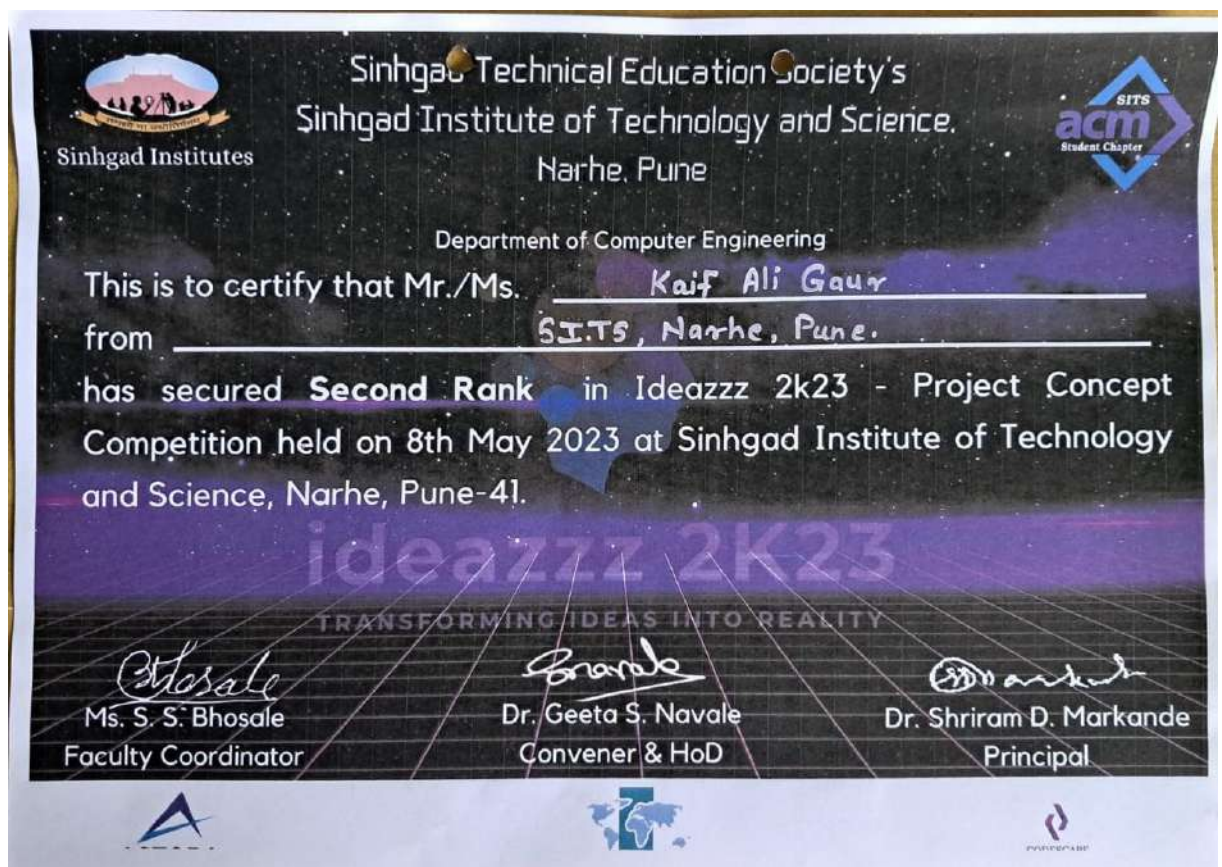 Sinhgad Technical Education Society's
Sinhgad Institute of Technology and Science,
Narhe, Pune
Sinhgad Institutes
SITS
acm
Student Chapter
Department of Computer Engineering
This is to certify that Mr./Ms. Kaif Ali Gaur
from S.I.T.S, Narhe, Pune.
has secured Second Rank in Ideazzz 2k23 - Project Concept
Competition held on 8th May 2023 at Sinhgad Institute of Technology
and Science, Narhe, Pune-41.
ideazzz 2K23
TRANSFORMING IDEAS INTO REALITY
Ms. S. S. Bhosale
Faculty Coordinator
Dr. Geeta S. Navale
Convener & HoD
Dr. Shriram D. Markande
Principal